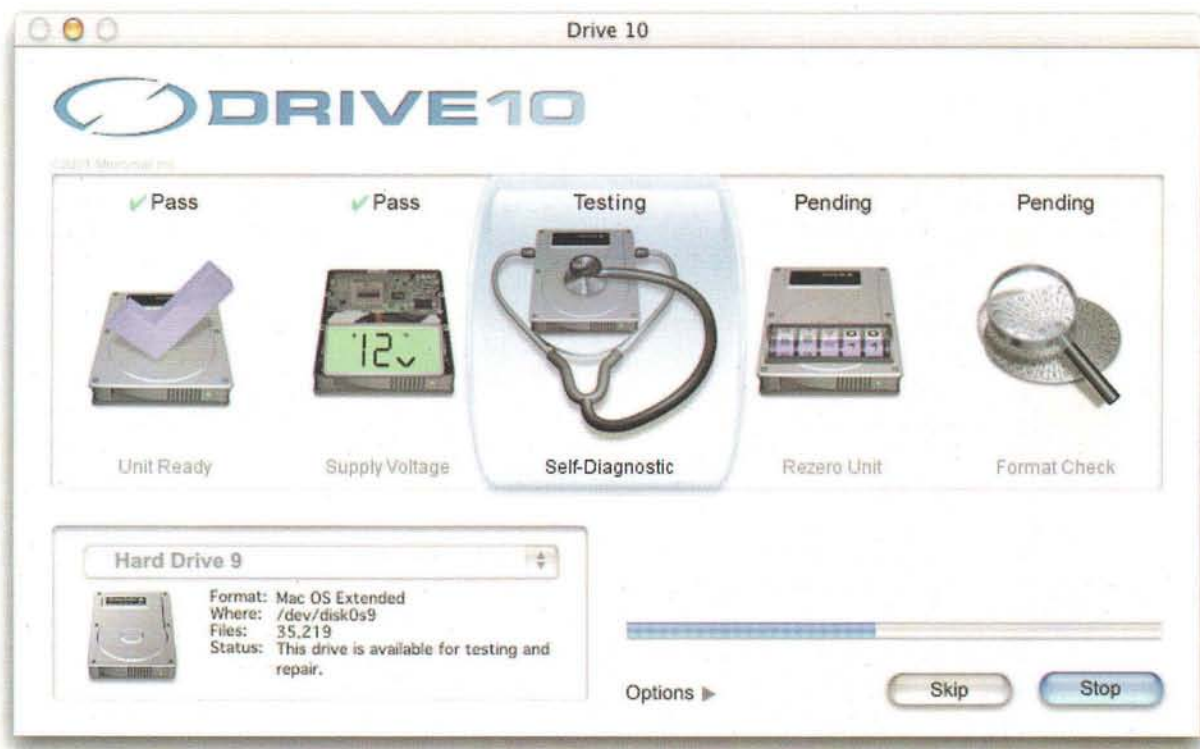 Drive 10
DRIVE10
Pass
Pass
Testing
Pending
Pending
12v
Unit Ready
Supply Voltage
Self-Diagnostic
Rezero Unit
Format Check
Hard Drive 9
Format: Mac OS Extended
Where: /dev/disk0s9
Files: 35,219
Status: This drive is available for testing and
repair.
Options
Skip
Stop